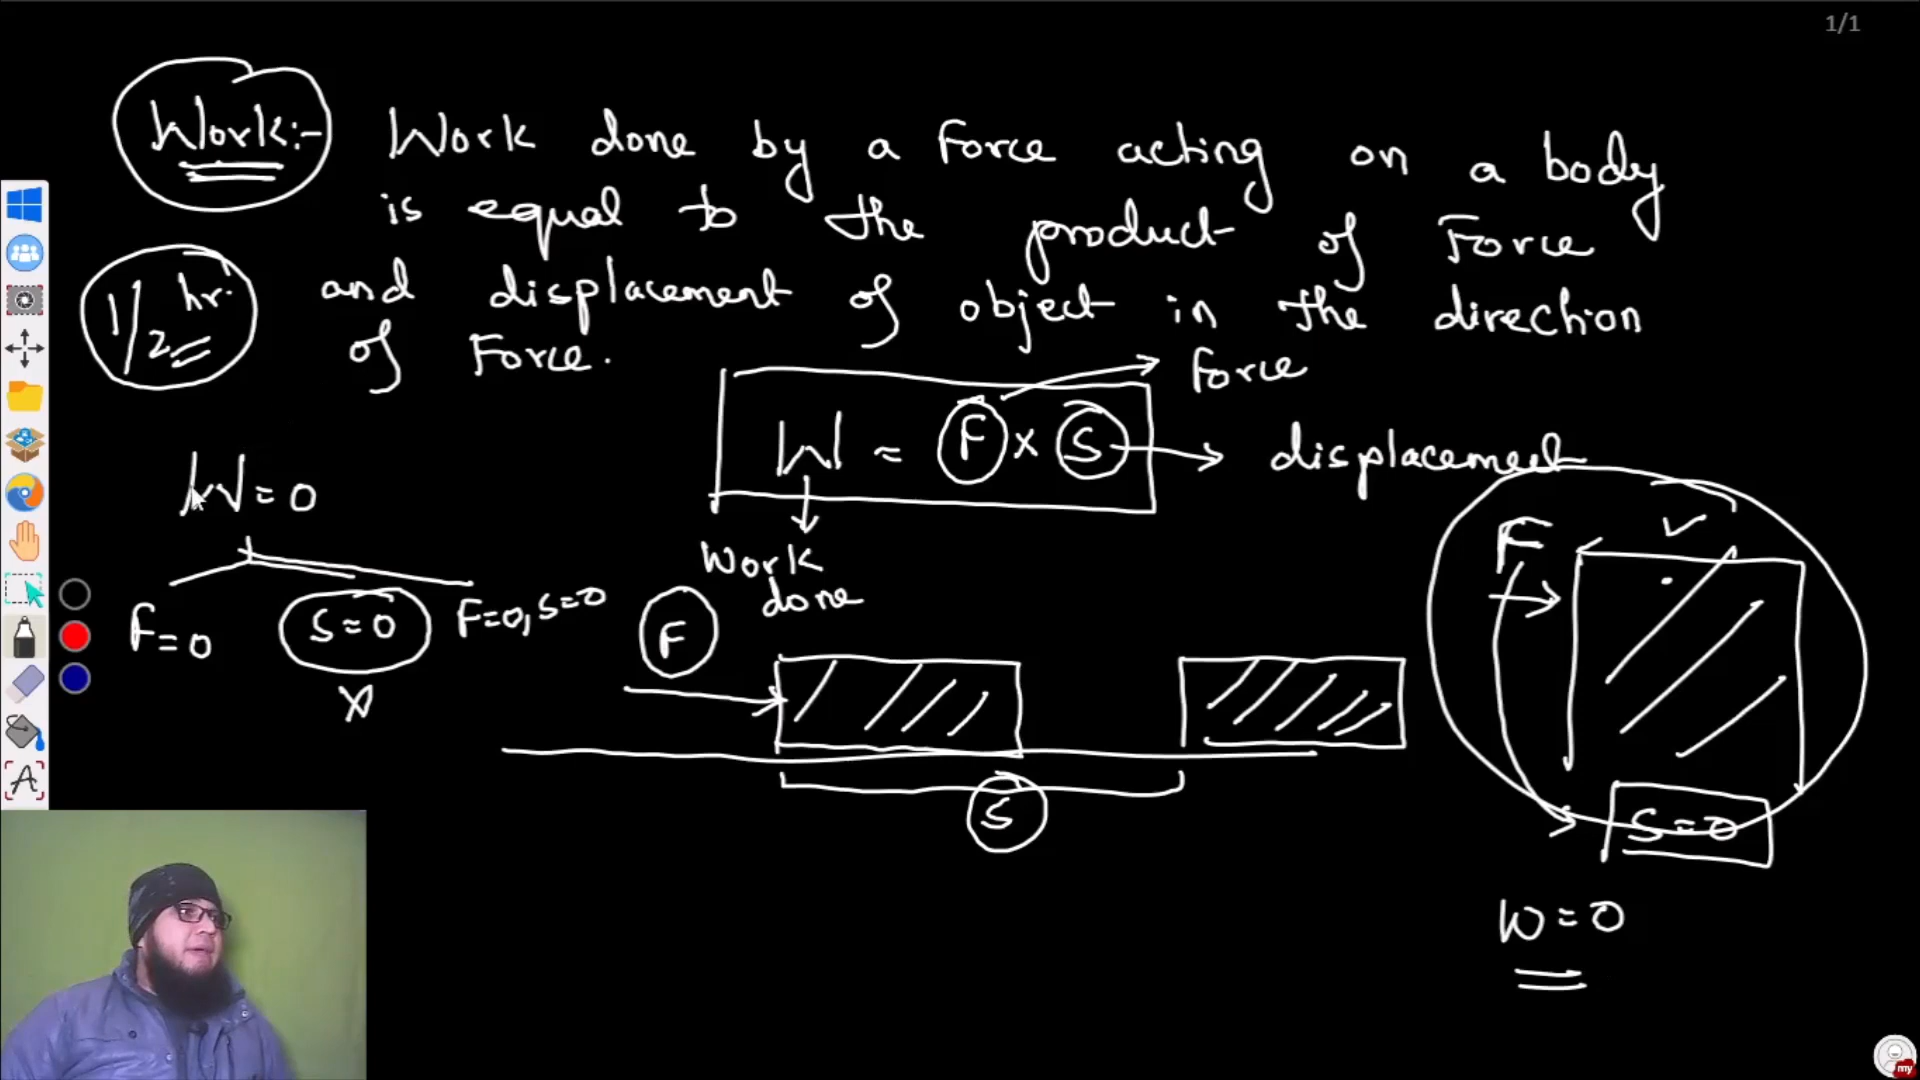 1/1
Work:- Work done by a Force acting on a body
is equal to the product of Force
1/2 hr. and displacement of object in the direction
of Force.
W = F x S
Force
displacement
Work
done
W = 0
F = 0
S = 0
F=0, S=0
F
S
F
S = 0
W = 0
my